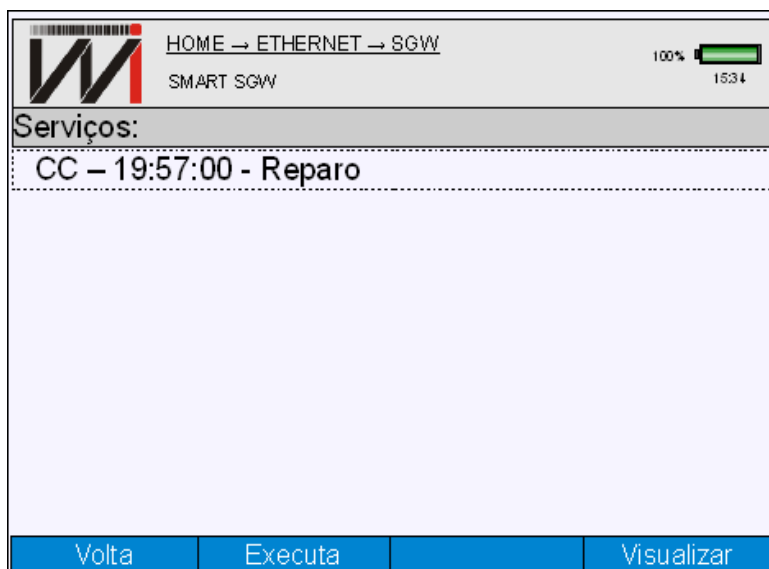 HOME → ETHERNET → SGW
100%
SMART SGW
15:34
Serviços:
CC – 19:57:00 - Reparo
Volta Executa Visualizar